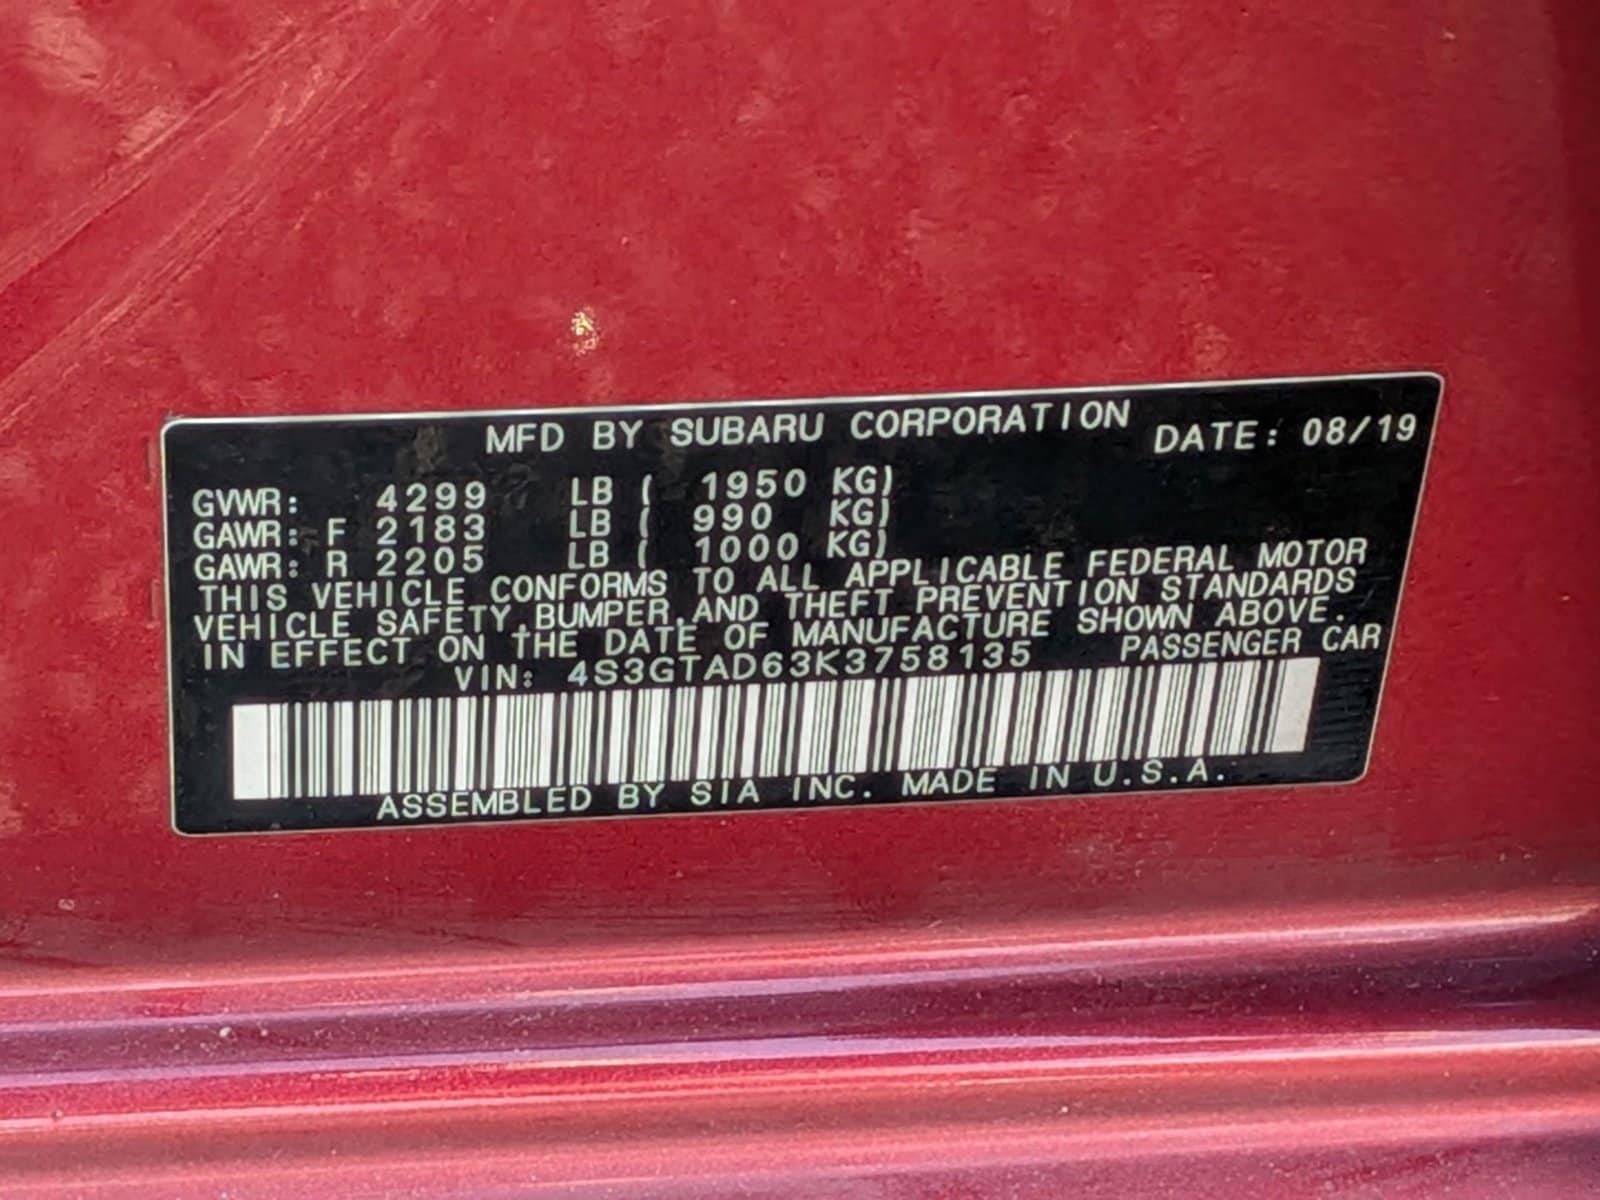 MFD BY SUBARU CORPORATION DATE: 08/19
GVWR: 4299 LB ( 1950 KG)
GAWR: F 2183 LB ( 990 KG)
GAWR: R 2205 LB ( 1000 KG)
THIS VEHICLE CONFORMS TO ALL APPLICABLE FEDERAL MOTOR
VEHICLE SAFETY,BUMPER,AND THEFT PREVENTION STANDARDS
IN EFFECT ON THE DATE OF MANUFACTURE SHOWN ABOVE.
VIN: 4S3GTAD63K3758135 PASSENGER CAR
ASSEMBLED BY SIA INC. MADE IN U.S.A.